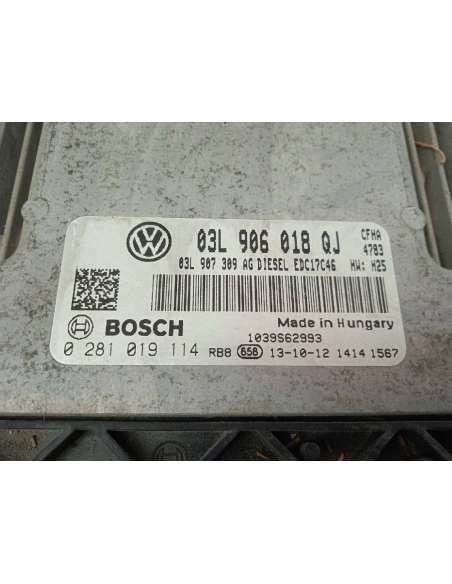 03L 906 018 QJ CFHA
4783
03L 907 309 AG DIESEL EDC17C46 HW: H25
BOSCH Made in Hungary
1039S62993
0 281 019 114 RB8 658 13-10-12 1414 1567